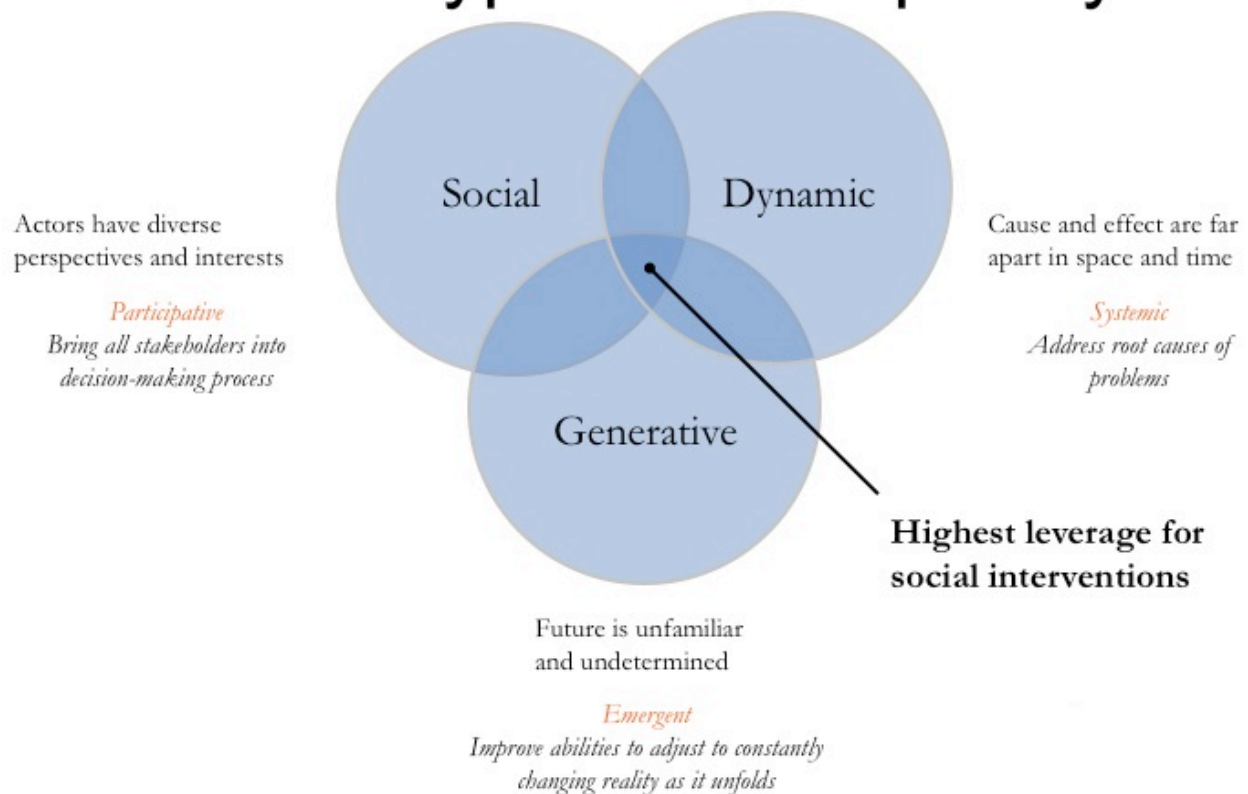 Social
Dynamic
Actors have diverse
perspectives and interests
Participative
Bring all stakeholders into
decision-making process
Cause and effect are far
apart in space and time
Systemic
Address root causes of
problems
Generative
Highest leverage for
social interventions
Future is unfamiliar
and undetermined
Emergent
Improve abilities to adjust to constantly
changing reality as it unfolds